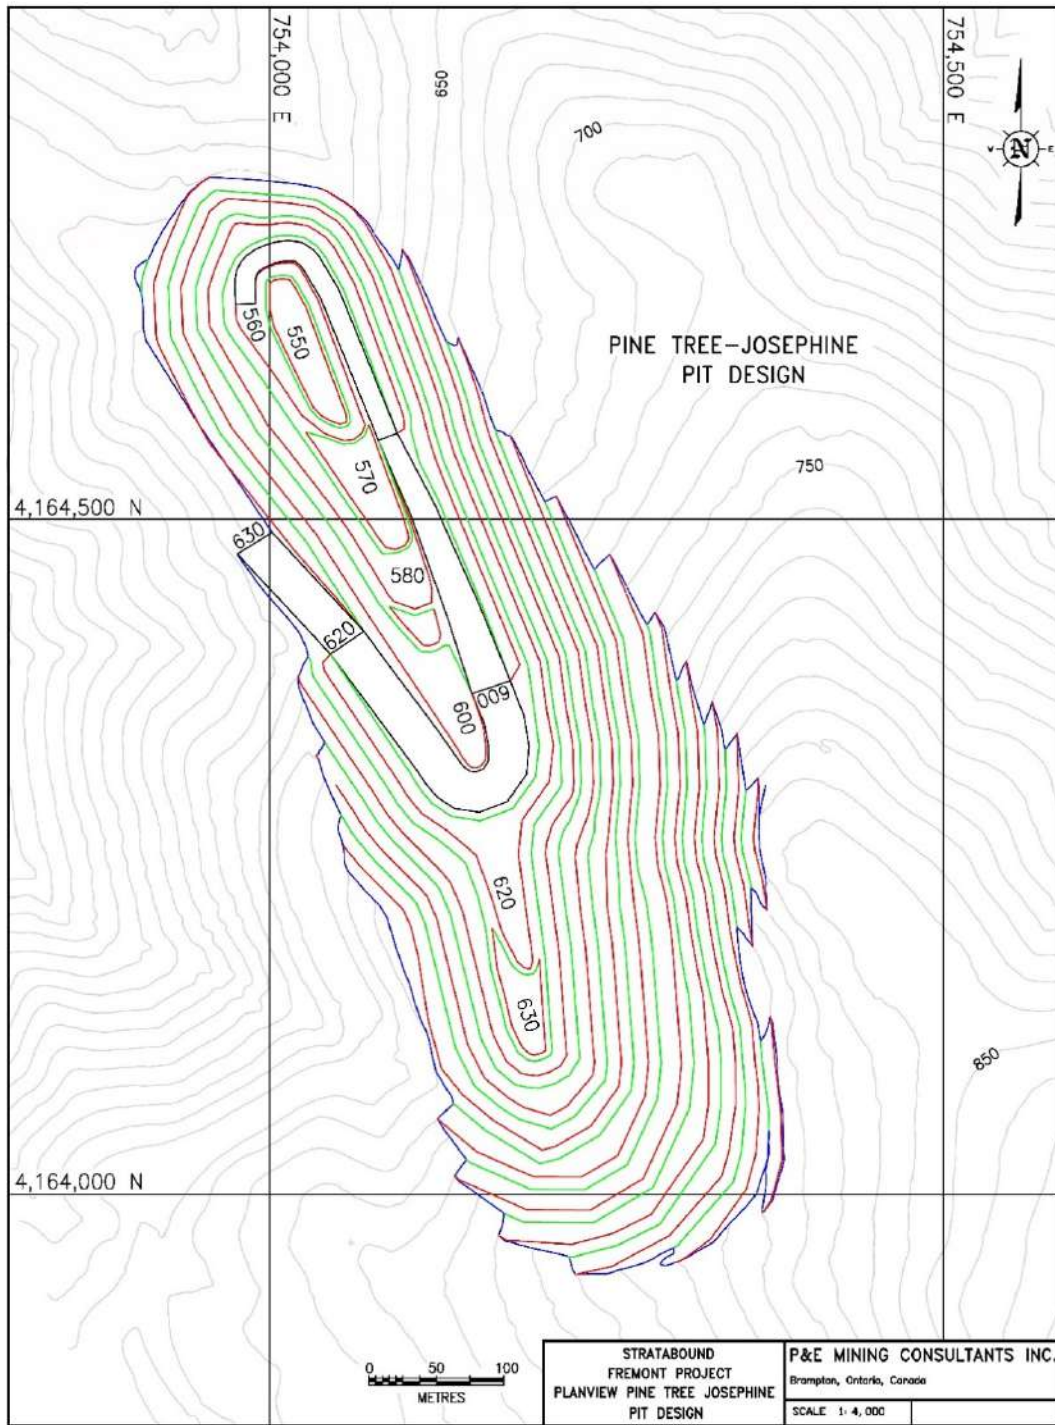 754,000 E
754,500 E
660
700
N
W
E
PINE TREE-JOSEPHINE
PIT DESIGN
560
550
750
570
4,164,500 N
630
580
620
600
600
620
630
850
4,164,000 N
0 50 100
METRES
STRATABOUND
FREMONT PROJECT
PLANVIEW PINE TREE JOSEPHINE
PIT DESIGN
P&E MINING CONSULTANTS INC.
Brampton, Ontario, Canada
SCALE 1: 4,000